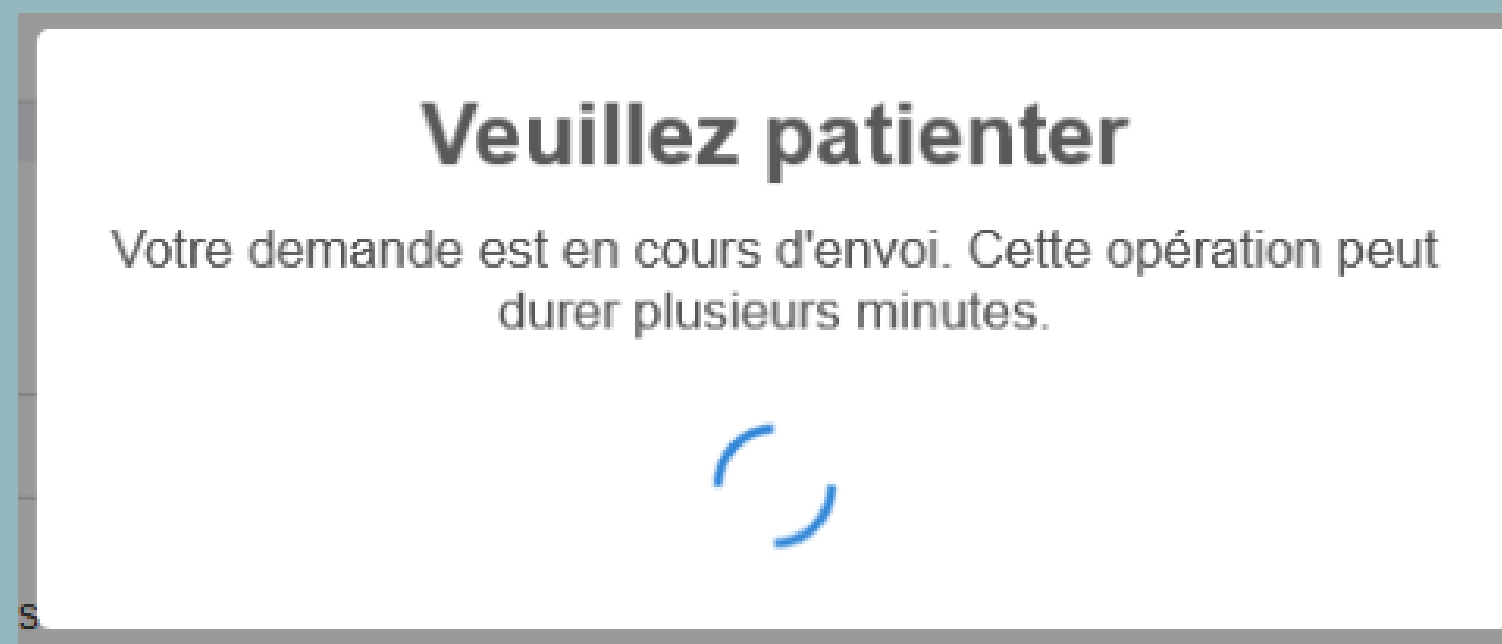 Veuillez patienter
Votre demande est en cours d'envoi. Cette opération peut
durer plusieurs minutes.
s